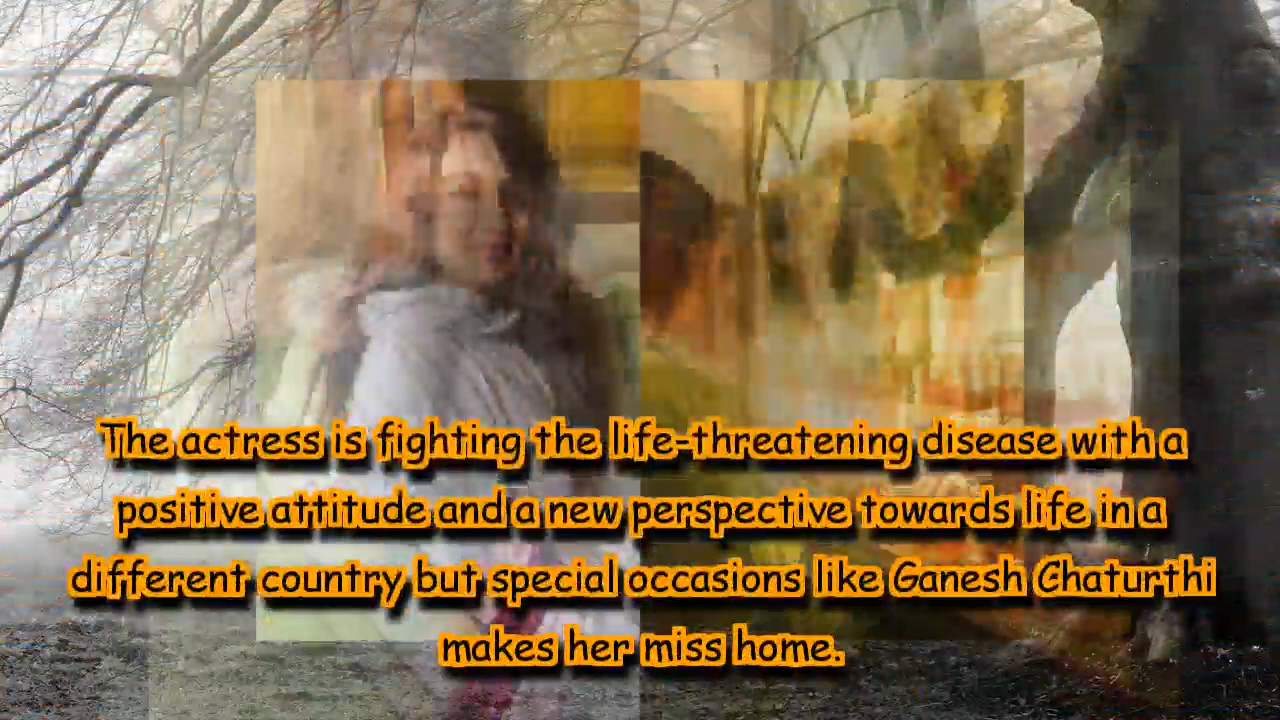 The actress is fighting the life-threatening disease with a
positive attitude and a new perspective towards life in a
different country but special occasions like Ganesh Chaturthi
makes her miss home.